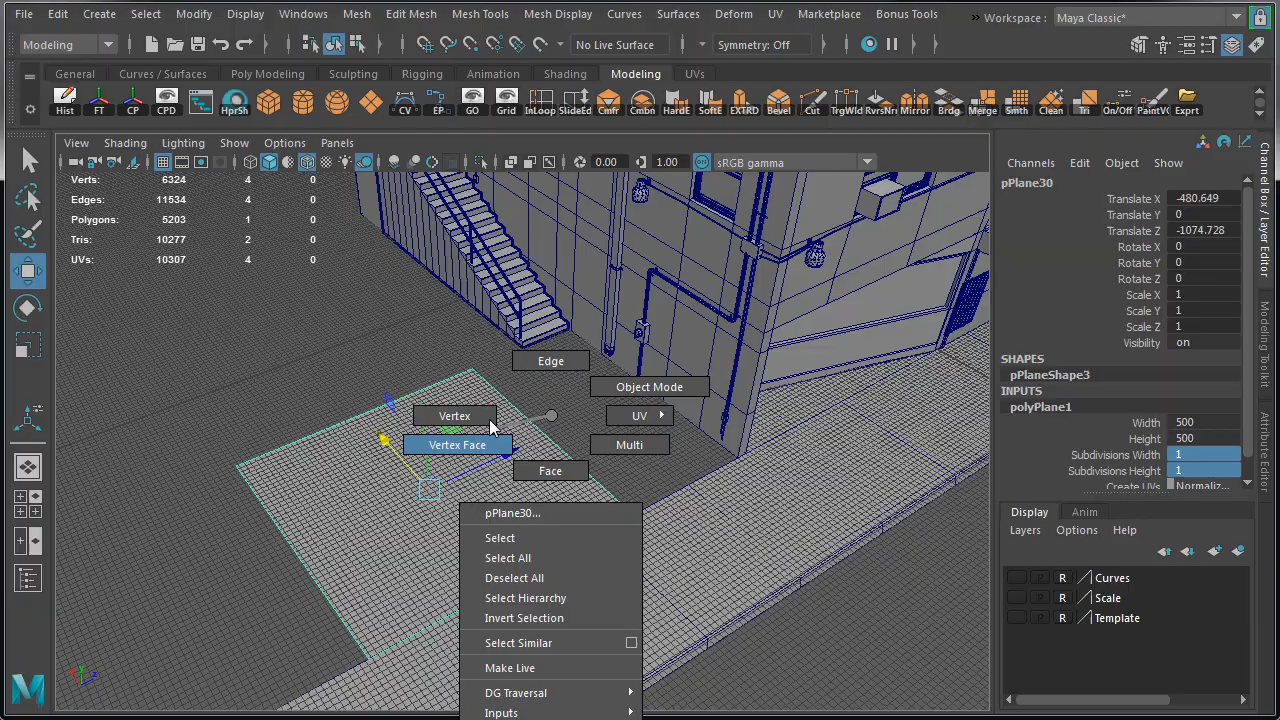 File Edit Create Select Modify Display Windows Mesh Edit Mesh Mesh Tools Mesh Display Curves Surfaces Deform UV Marketplace Bonus Tools » Workspace : Maya Classic*
Modeling No Live Surface Symmetry: Off
General Curves / Surfaces Poly Modeling Sculpting Rigging Animation Shading Modeling UVs
Hist FT CP CPD HprSh CV EP GO Grid InLoop SlideEd Cmfr Cmbn HardE SoftE EXTRD Bevel Cut TrgWld RvrsNr Mirror Brdg Merge Smth Clean Tri On/Off PaintV Exprt
View Shading Lighting Show Options Panels
0.00 1.00 ON sRGB gamma
Verts: 6324 4 0
Edges: 11534 4 0
Polygons: 5203 1 0
Tris: 10277 2 0
UVs: 10307 4 0
Edge
Object Mode
Vertex UV
Vertex Face Multi
Face
pPlane30...
Select
Select All
Deselect All
Select Hierarchy
Invert Selection
Select Similar
Make Live
DG Traversal
Inputs
Channels Edit Object Show
pPlane30
Translate X -480.649
Translate Y 0
Translate Z -1074.728
Rotate X 0
Rotate Y 0
Rotate Z 0
Scale X 1
Scale Y 1
Scale Z 1
Visibility on
SHAPES
pPlaneShape3
INPUTS
polyPlane1
Width 500
Height 500
Subdivisions Width 1
Subdivisions Height 1
Create UVs Normaliz...
Display Anim
Layers Options Help
R Curves
R Scale
R Template
Channel Box / Layer Editor
Modeling Toolkit
Attribute Editor
y
z
M